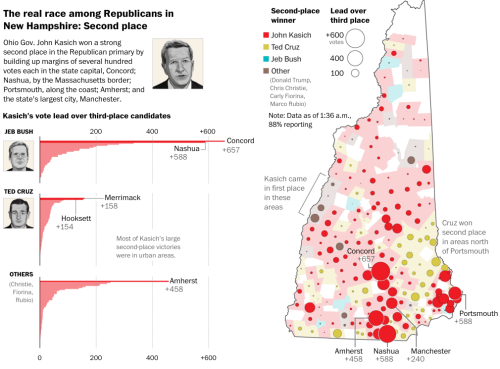 The real race among Republicans in
New Hampshire: Second place
Ohio Gov. John Kasich won a strong
second place in the Republican primary by
building up margins of several hundred
votes each in the state capital, Concord;
Nashua, by the Massachusetts border;
Portsmouth, along the coast; Amherst; and
the state's largest city, Manchester.
Kasich's vote lead over third-place candidates
JEB BUSH
0 200 400 +600
Concord
+657
Nashua
+588
TED CRUZ
Merrimack
+158
Hooksett
+154
Most of Kasich's large
second-place victories
were in urban areas.
OTHERS
(Christie,
Fiorina,
Rubio)
Amherst
+458
0 200 400 +600
Second-place
winner
John Kasich
Ted Cruz
Jeb Bush
Other
(Donald Trump,
Chris Christie,
Carly Fiorina,
Marco Rubio)
Lead over
third place
+600
votes
400
100
Note: Data as of 1:36 a.m.,
88% reporting
Kasich came
in first place
in these
areas
Cruz won
second place
in areas north
of Portsmouth
Concord
+657
Portsmouth
+588
Amherst
+458
Nashua
+588
Manchester
+240